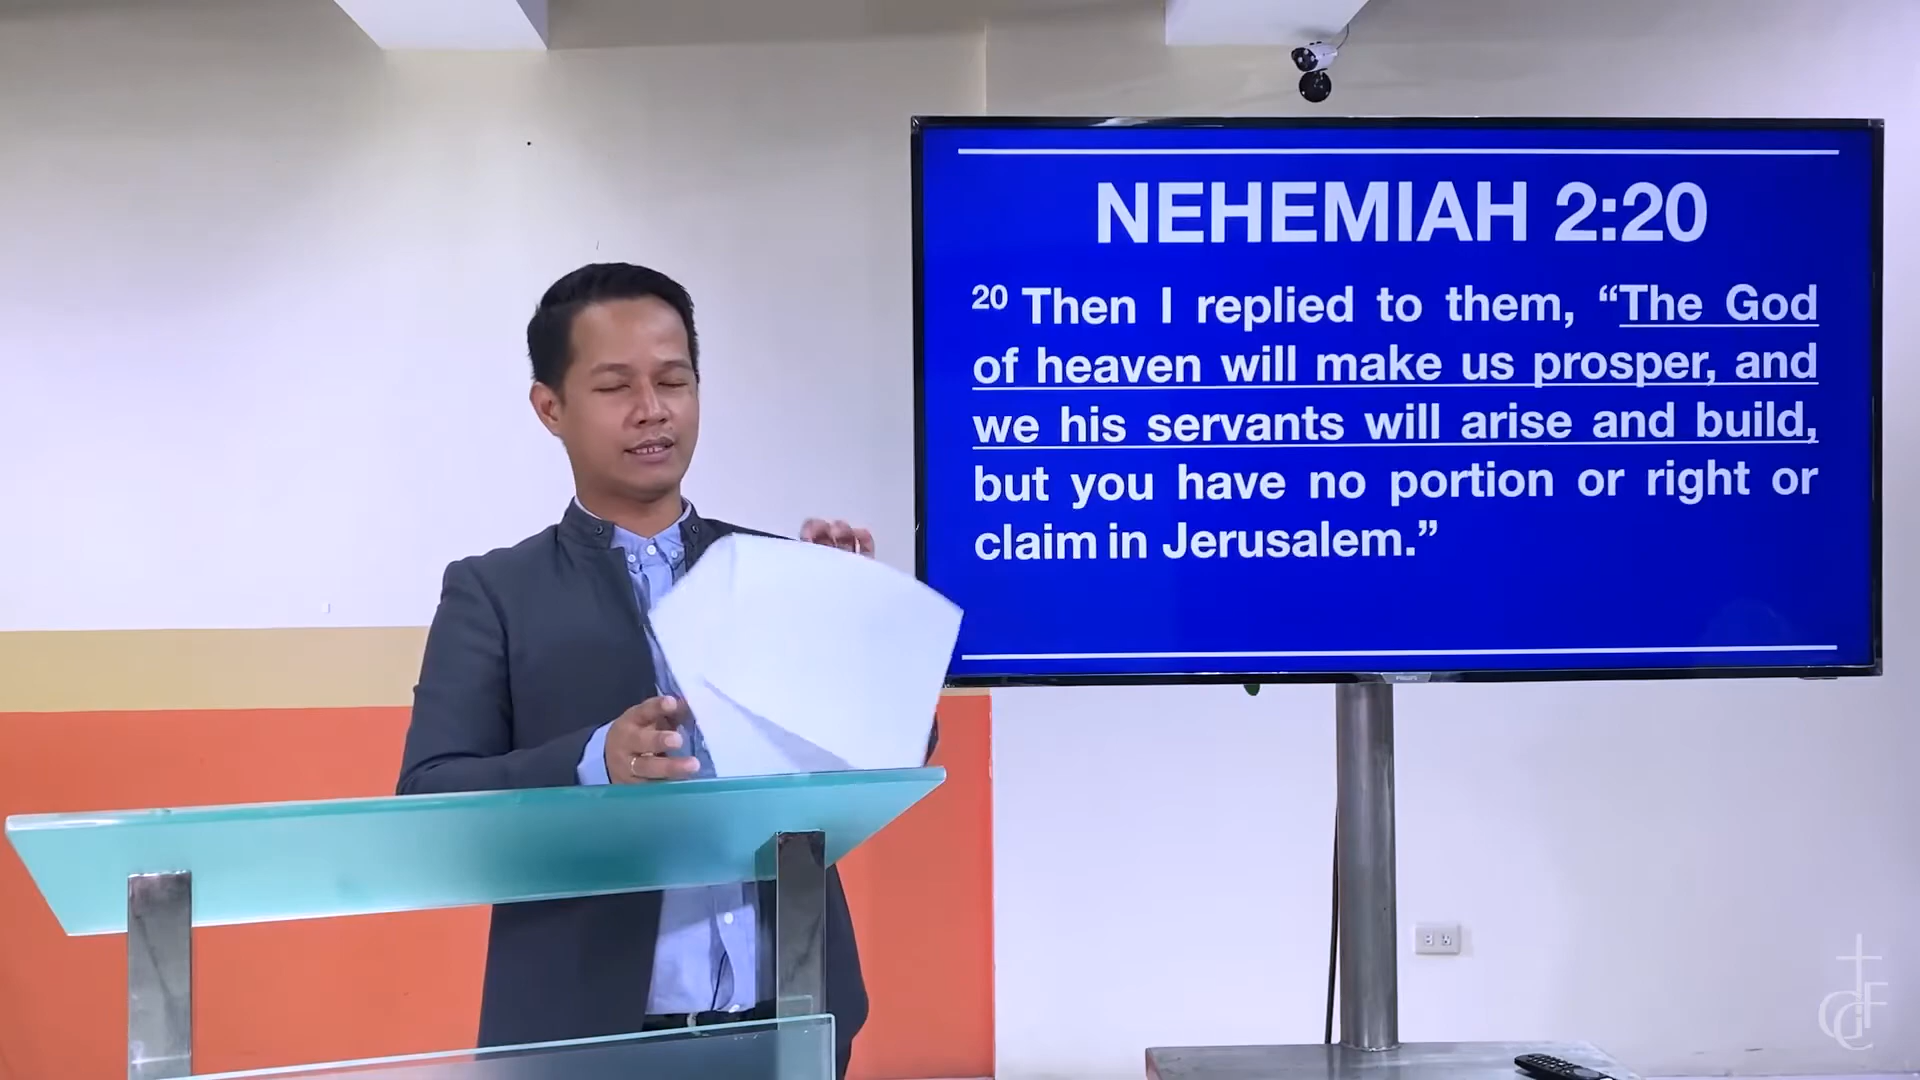 NEHEMIAH 2:20
20 Then I replied to them, “The God
of heaven will make us prosper, and
we his servants will arise and build,
but you have no portion or right or
claim in Jerusalem.”
PHILIPS